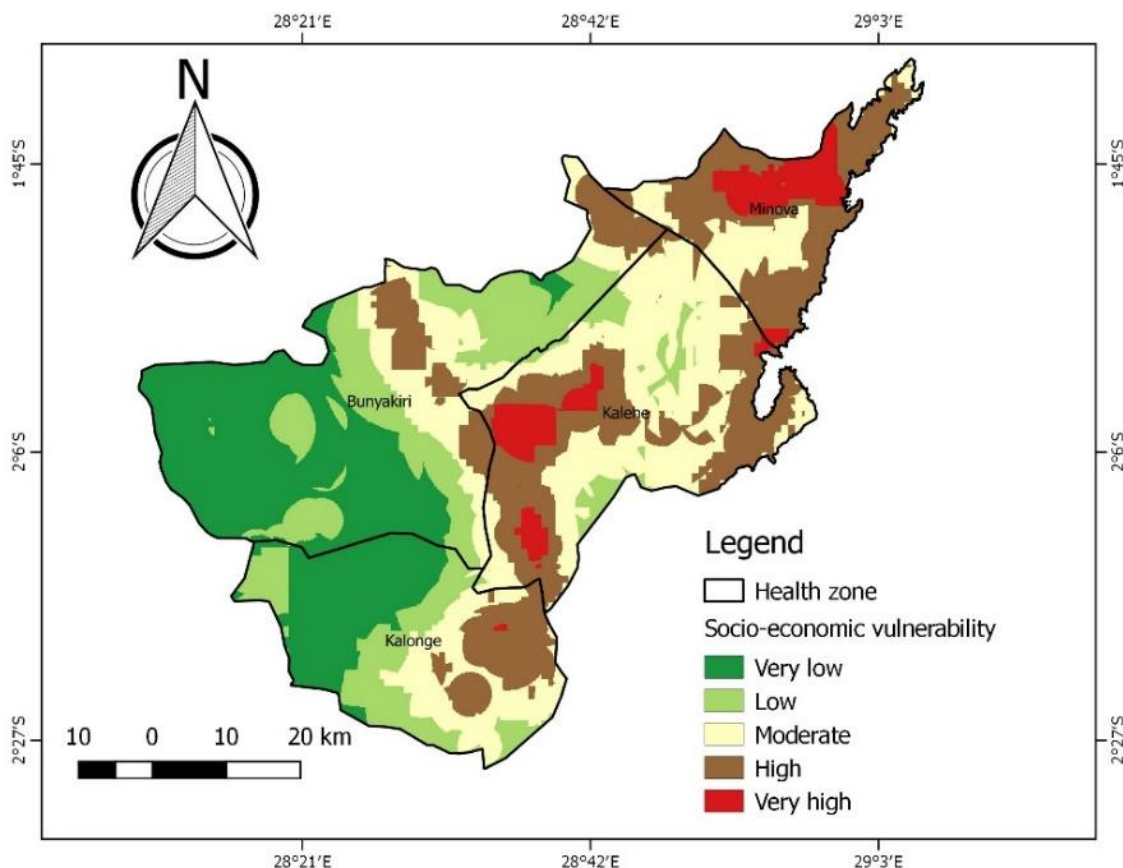 28°21′E 28°42′E 29°3′E
N
1°45′S 1°45′S
Minova
Bunyakiri
Kalehe
2°6′S 2°6′S
Legend
Health zone
Socio-economic vulnerability
Kalonge
Very low
Low
10 0 10 20 km
Moderate
2°27′S 2°27′S
High
Very high
28°21′E 28°42′E 29°3′E